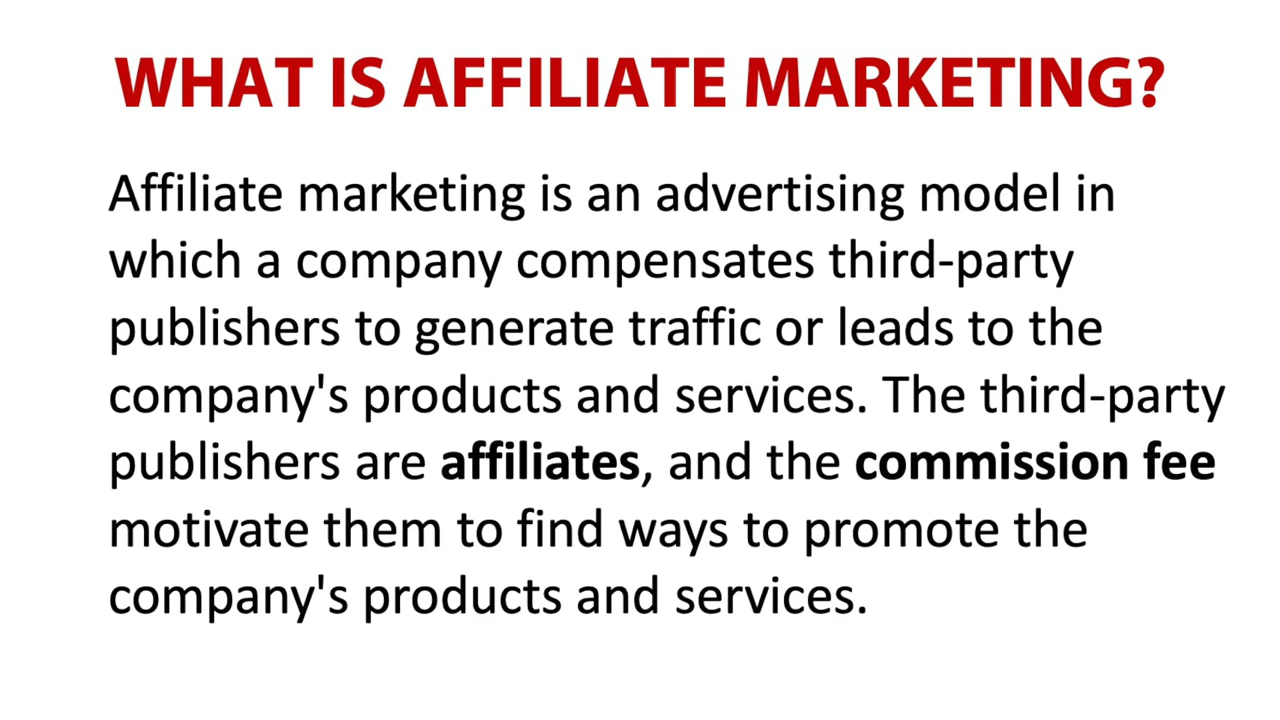 WHAT IS AFFILIATE MARKETING?
Affiliate marketing is an advertising model in
which a company compensates third-party
publishers to generate traffic or leads to the
company's products and services. The third-party
publishers are affiliates, and the commission fee
motivate them to find ways to promote the
company's products and services.